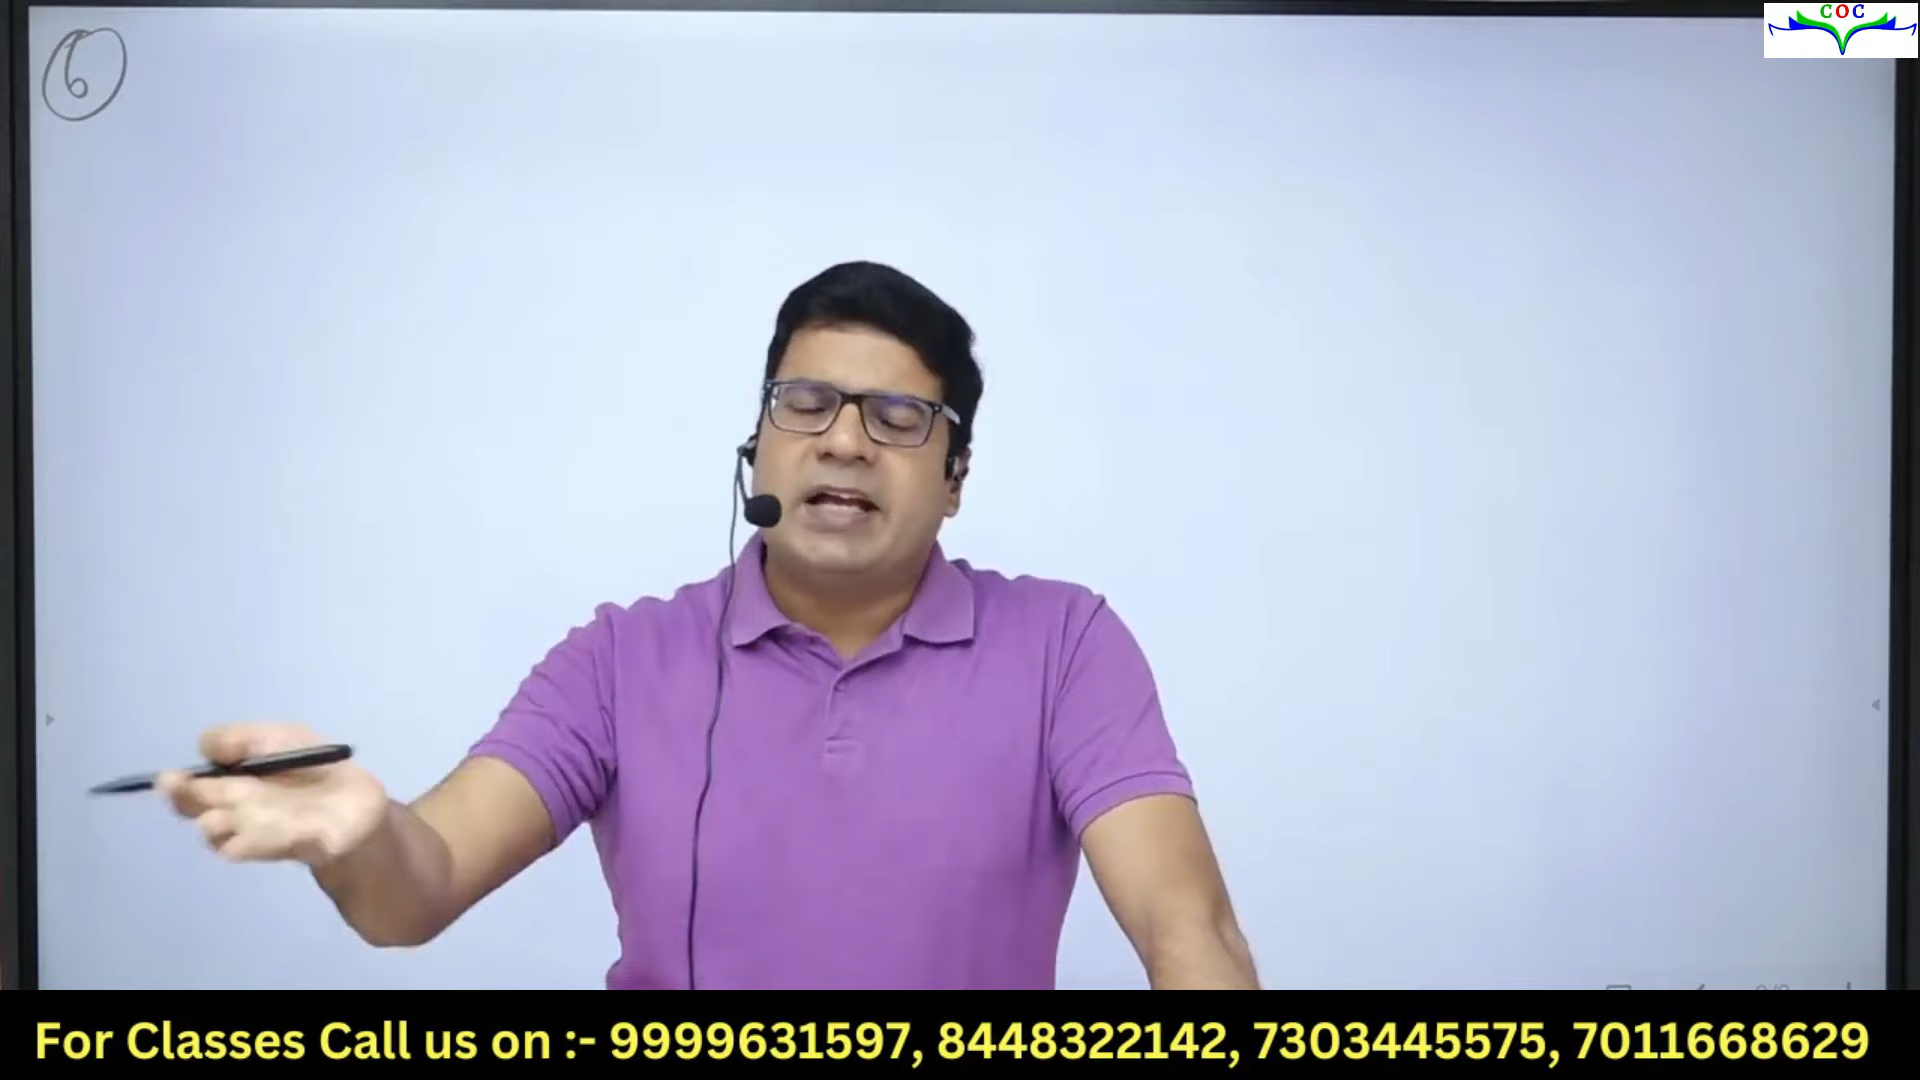 6
COC
For Classes Call us on :- 9999631597, 8448322142, 7303445575, 7011668629